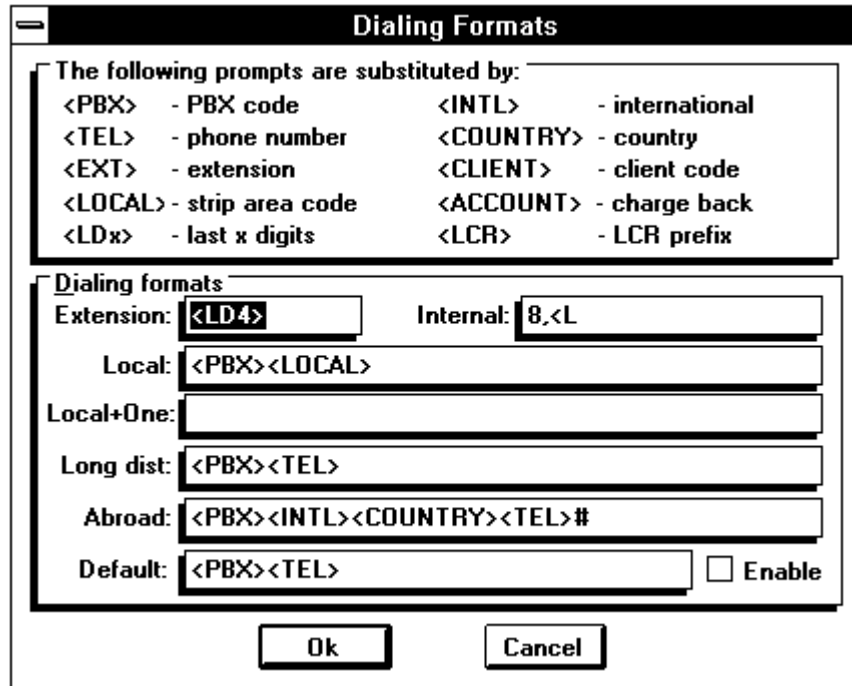 Dialing Formats
The following prompts are substituted by:
<PBX> - PBX code <INTL> - international
<TEL> - phone number <COUNTRY> - country
<EXT> - extension <CLIENT> - client code
<LOCAL> - strip area code <ACCOUNT> - charge back
<LDx> - last x digits <LCR> - LCR prefix
Dialing formats
Extension: <LD4> Internal: 8,<L
Local: <PBX><LOCAL>
Local+One:
Long dist: <PBX><TEL>
Abroad: <PBX><INTL><COUNTRY><TEL>#
Default: <PBX><TEL> Enable
Ok Cancel